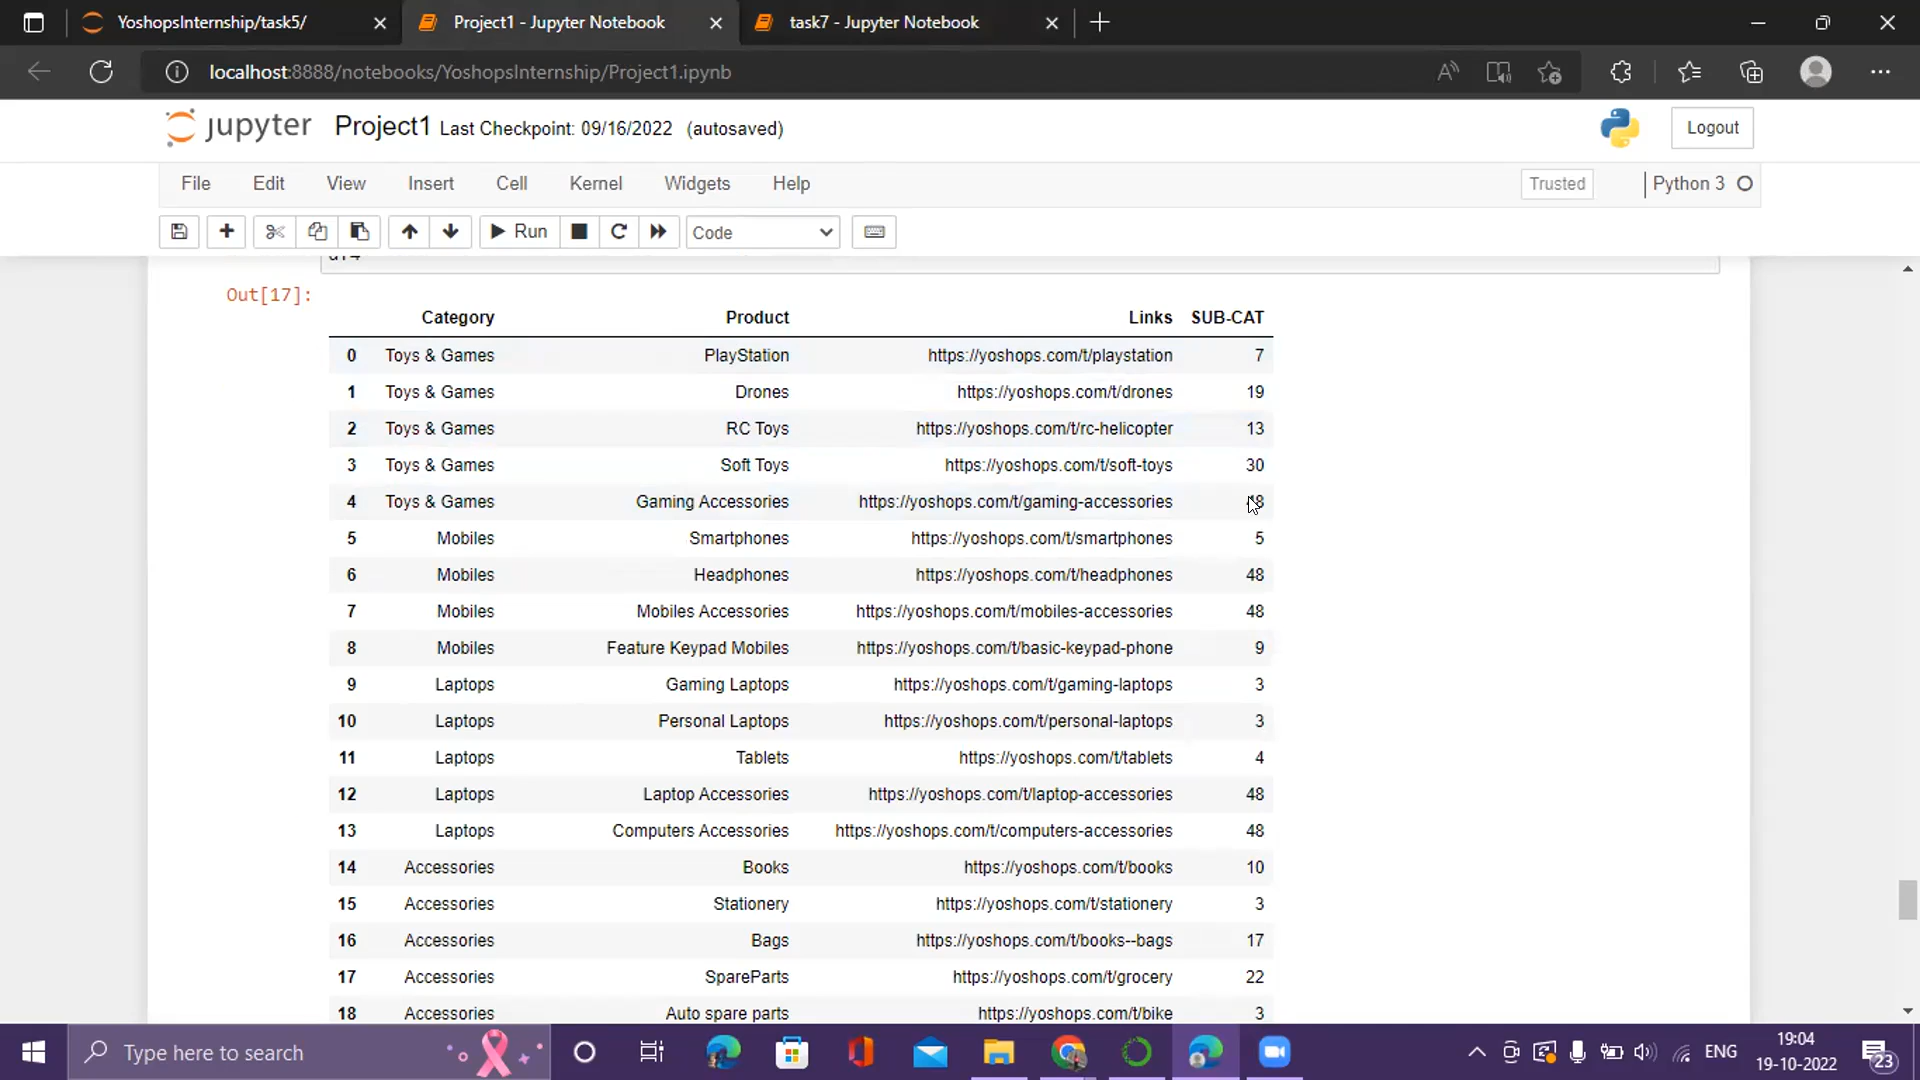 YoshopsInternship/task5/
Project1 - Jupyter Notebook
task7 - Jupyter Notebook
localhost:8888/notebooks/YoshopsInternship/Project1.ipynb
jupyter Project1 Last Checkpoint: 09/16/2022 (autosaved)
Logout
File Edit View Insert Cell Kernel Widgets Help
Trusted
Python 3
Run
Code
Out[17]:
Category Product Links SUB-CAT
0 Toys & Games PlayStation https://yoshops.com/t/playstation 7
1 Toys & Games Drones https://yoshops.com/t/drones 19
2 Toys & Games RC Toys https://yoshops.com/t/rc-helicopter 13
3 Toys & Games Soft Toys https://yoshops.com/t/soft-toys 30
4 Toys & Games Gaming Accessories https://yoshops.com/t/gaming-accessories
5 Mobiles Smartphones https://yoshops.com/t/smartphones 5
6 Mobiles Headphones https://yoshops.com/t/headphones 48
7 Mobiles Mobiles Accessories https://yoshops.com/t/mobiles-accessories 48
8 Mobiles Feature Keypad Mobiles https://yoshops.com/t/basic-keypad-phone 9
9 Laptops Gaming Laptops https://yoshops.com/t/gaming-laptops 3
10 Laptops Personal Laptops https://yoshops.com/t/personal-laptops 3
11 Laptops Tablets https://yoshops.com/t/tablets 4
12 Laptops Laptop Accessories https://yoshops.com/t/laptop-accessories 48
13 Laptops Computers Accessories https://yoshops.com/t/computers-accessories 48
14 Accessories Books https://yoshops.com/t/books 10
15 Accessories Stationery https://yoshops.com/t/stationery 3
16 Accessories Bags https://yoshops.com/t/books--bags 17
17 Accessories SpareParts https://yoshops.com/t/grocery 22
18 Accessories Auto spare parts https://yoshops.com/t/bike 3
Type here to search
ENG
19:04
19-10-2022
23